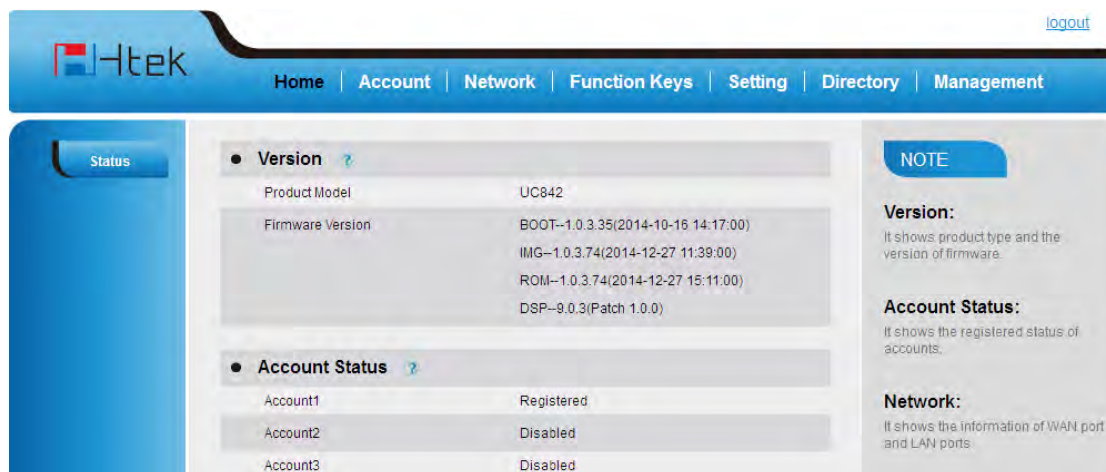 logout
Htek
Home | Account | Network | Function Keys | Setting | Directory | Management
Status
Version ?
Product Model UC842
Firmware Version BOOT--1.0.3.35(2014-10-16 14:17:00)
IMG--1.0.3.74(2014-12-27 11:39:00)
ROM--1.0.3.74(2014-12-27 15:11:00)
DSP--9.0.3(Patch 1.0.0)
Account Status ?
Account1 Registered
Account2 Disabled
Account3 Disabled
NOTE
Version:
It shows product type and the
version of firmware.
Account Status:
It shows the registered status of
accounts.
Network:
It shows the information of WAN port
and LAN ports